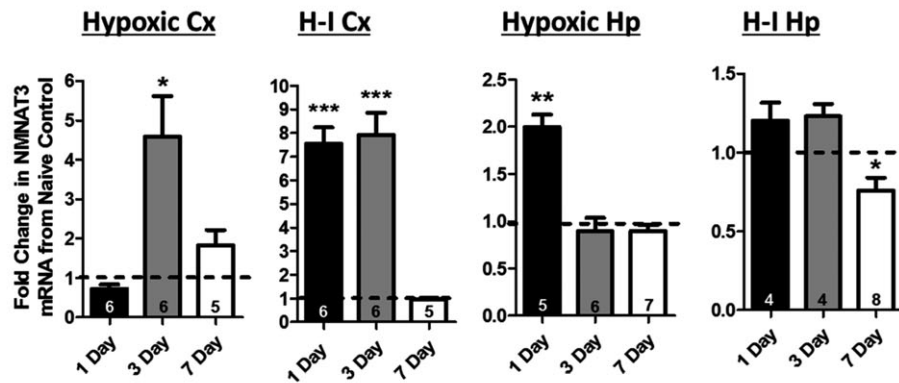 Hypoxic Cx
H-I Cx
Hypoxic Hp
H-I Hp
Fold Change in NMNAT3
mRNA from Naive Control
6
5
4
3
2
1
0
*
6
6
5
1 Day
3 Day
7 Day
10
9
8
7
6
5
4
3
2
1
0
***
***
6
6
5
1 Day
3 Day
7 Day
2.5
2.0
1.5
1.0
0.5
0.0
**
5
6
7
1 Day
3 Day
7 Day
1.5
1.0
0.5
0.0
*
4
4
8
1 Day
3 Day
7 Day